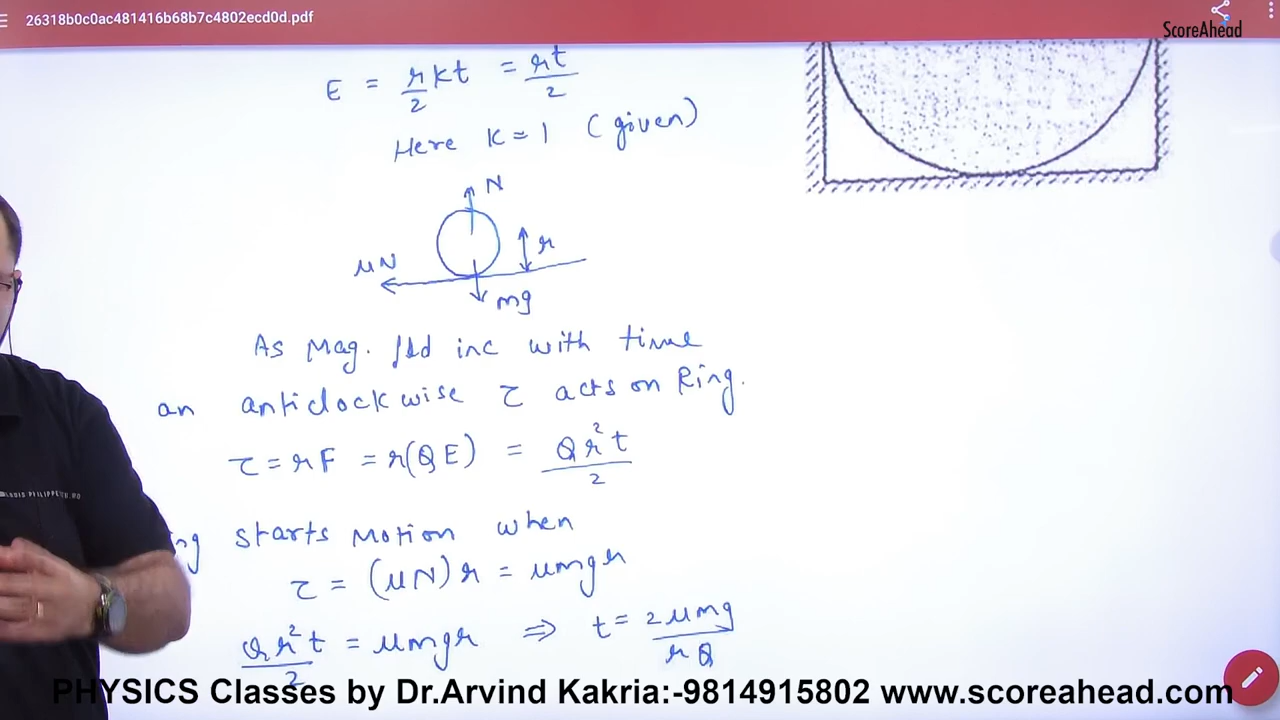 26318b0c0ac481416b68b7c4802ecd0d.pdf
ScoreAhead
E = r/2 kt = rt/2
Here K = 1 (given)
N
r
μN
mg
As Mag. fld inc with time
an anticlockwise τ acts on Ring.
τ = rF = r(QE) = Qr²t/2
ng starts Motion when
τ = (μN) r = μmgr
Qr²t/2 = μmgr ⇒ t = 2μmg/rQ
PHYSICS Classes by Dr.Arvind Kakria:-9814915802 www.scoreahead.com